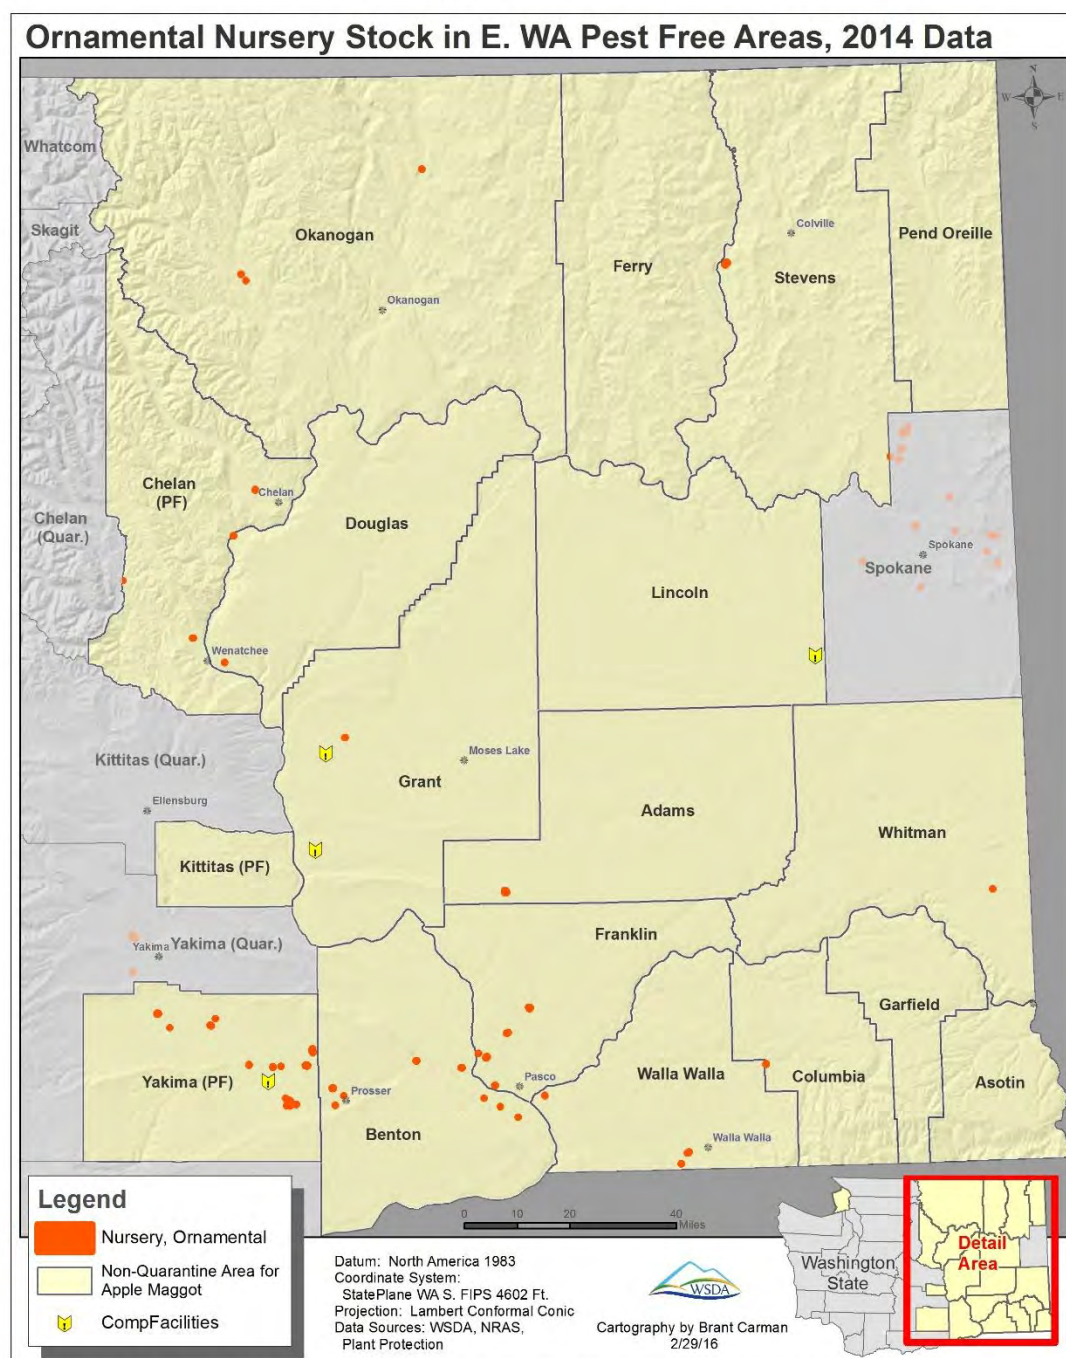 Ornamental Nursery Stock in E. WA Pest Free Areas, 2014 Data
N
W
E
S
Whatcom
Skagit
Okanogan
Okanogan
Ferry
Colville
Stevens
Pend Oreille
Chelan
(PF)
Chelan
Chelan
(Quar.)
Douglas
Lincoln
Spokane
Spokane
Wenatchee
Kittitas (Quar.)
Ellensburg
Moses Lake
Grant
Adams
Whitman
Kittitas (PF)
Yakima
Yakima (Quar.)
Franklin
Garfield
Yakima (PF)
Prosser
Benton
Pasco
Walla Walla
Columbia
Asotin
Walla Walla
Legend
Nursery, Ornamental
Non-Quarantine Area for
Apple Maggot
CompFacilities
0 10 20 40
Miles
Datum: North America 1983
Coordinate System:
StatePlane WA S. FIPS 4602 Ft.
Projection: Lambert Conformal Conic
Data Sources: WSDA, NRAS,
Plant Protection
WSDA
Cartography by Brant Carman
2/29/16
Washington
State
Detail
Area